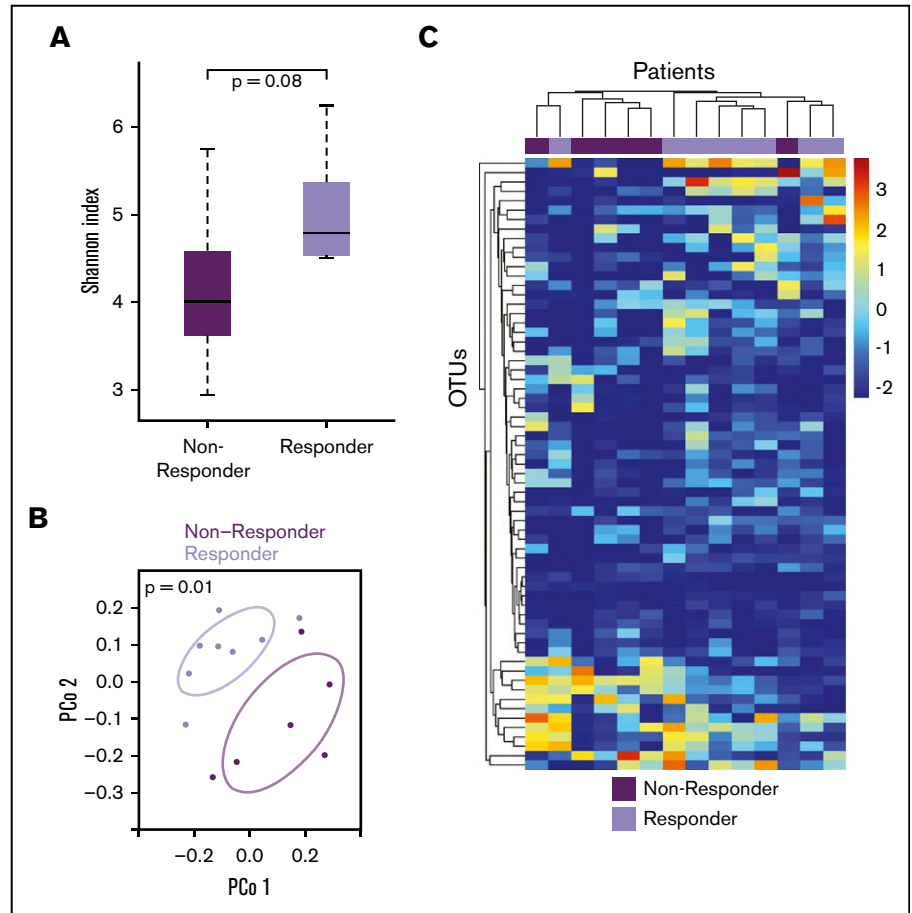 A
p = 0.08
Shannon index
6
5
4
3
Non-
Responder
Responder
B
Non–Responder
Responder
p = 0.01
PCo 2
0.2
0.1
0.0
−0.1
−0.2
−0.3
−0.2
0.0
0.2
PCo 1
C
Patients
OTUs
3
2
1
0
-1
-2
Non-Responder
Responder